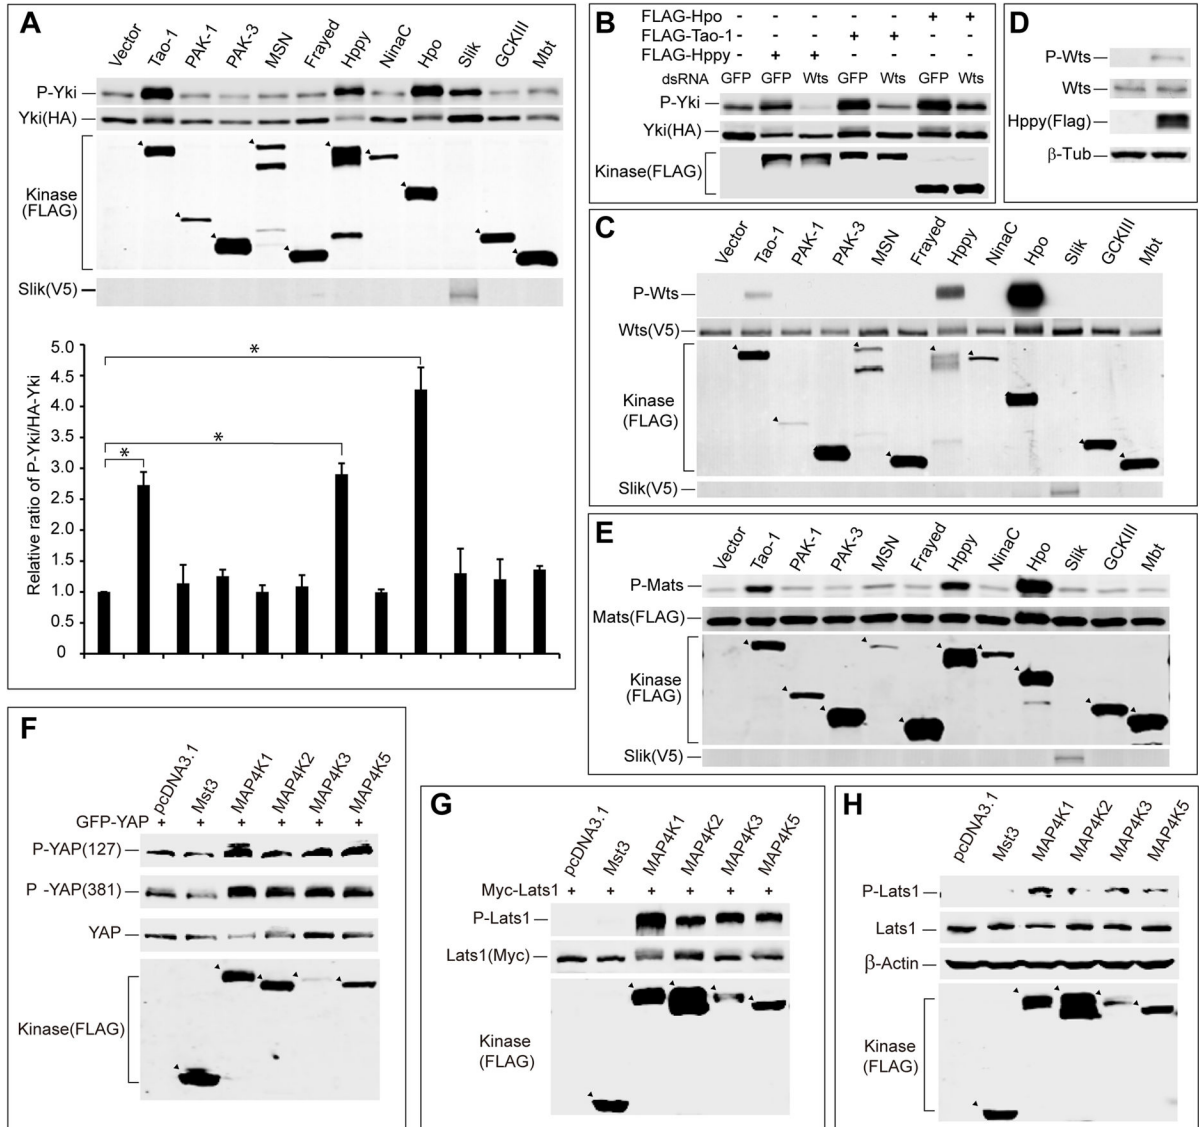 A
Vector Tao-1 PAK-1 PAK-3 MSN Frayed Hppy NinaC Hpo Slik GCKIII Mbt
P-Yki
Yki(HA)
Kinase
(FLAG)
Slik(V5)
Relative ratio of P-Yki/HA-Yki
5.0
4.5
4.0
3.5
3.0
2.5
2.0
1.5
1.0
0.5
0
*
*
*
B
FLAG-Hpo - - - - - + +
FLAG-Tao-1 - - - + + - -
FLAG-Hppy - + + - - - -
dsRNA GFP GFP Wts GFP Wts GFP Wts
P-Yki
Yki(HA)
Kinase(FLAG)
D
- +
P-Wts
Wts
Hppy(Flag)
β-Tub
C
Vector Tao-1 PAK-1 PAK-3 MSN Frayed Hppy NinaC Hpo Slik GCKIII Mbt
P-Wts
Wts(V5)
Kinase
(FLAG)
Slik(V5)
E
Vector Tao-1 PAK-1 PAK-3 MSN Frayed Hppy NinaC Hpo Slik GCKIII Mbt
P-Mats
Mats(FLAG)
Kinase
(FLAG)
Slik(V5)
F
pcDNA3.1 Mst3 MAP4K1 MAP4K2 MAP4K3 MAP4K5
GFP-YAP + + + + + +
P-YAP(127)
P -YAP(381)
YAP
Kinase(FLAG)
G
pcDNA3.1 Mst3 MAP4K1 MAP4K2 MAP4K3 MAP4K5
Myc-Lats1 + + + + + +
P-Lats1
Lats1(Myc)
Kinase
(FLAG)
H
pcDNA3.1 Mst3 MAP4K1 MAP4K2 MAP4K3 MAP4K5
P-Lats1
Lats1
β-Actin
Kinase
(FLAG)